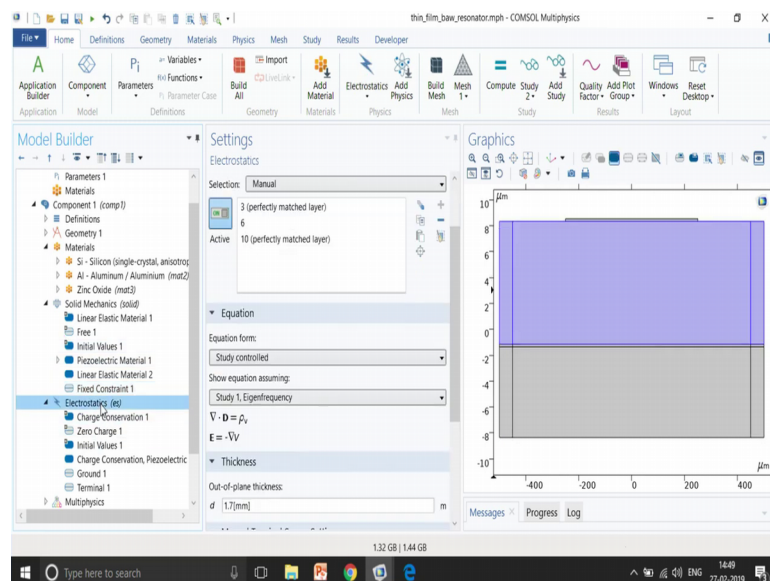 thin_film_baw_resonator.mph - COMSOL Multiphysics
File Home Definitions Geometry Materials Physics Mesh Study Results Developer
Application Builder
Component
Parameters
a= Variables
f(x) Functions
Pi Parameter Case
Build All
Import
LiveLink
Add Material
Electrostatics
Add Physics
Build Mesh
Mesh 1
Compute
Study 2
Add Study
Quality Factor
Add Plot Group
Windows
Reset Desktop
Application Model Definitions Geometry Materials Physics Mesh Study Results Layout
Model Builder
Pi Parameters 1
Materials
Component 1 (comp1)
Definitions
Geometry 1
Materials
Si - Silicon (single-crystal, anisotrop
Al - Aluminum / Aluminium (mat2)
Zinc Oxide (mat3)
Solid Mechanics (solid)
Linear Elastic Material 1
Free 1
Initial Values 1
Piezoelectric Material 1
Linear Elastic Material 2
Fixed Constraint 1
Electrostatics (es)
Charge Conservation 1
Zero Charge 1
Initial Values 1
Charge Conservation, Piezoelectric
Ground 1
Terminal 1
Multiphysics
Settings
Electrostatics
Selection: Manual
Active
3 (perfectly matched layer)
6
10 (perfectly matched layer)
Equation
Equation form:
Study controlled
Show equation assuming:
Study 1, Eigenfrequency
∇ · D = ρv
E = -∇V
Thickness
Out-of-plane thickness:
d 1.7[mm] m
Graphics
μm
10
8
6
4
2
0
-2
-4
-6
-8
-10
-400 -200 0 200 400
μm
Messages Progress Log
1.32 GB | 1.44 GB
Type here to search
ENG
14:49
27-02-2019